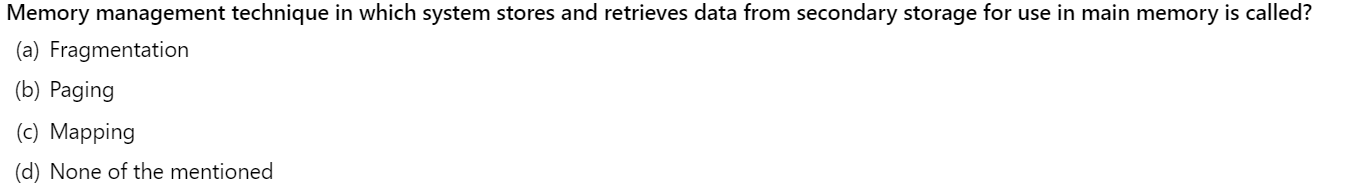 Memory management technique in which system stores and retrieves data from secondary storage for use in main memory is called?
(a) Fragmentation
(b) Paging
(c) Mapping
(d) None of the mentioned